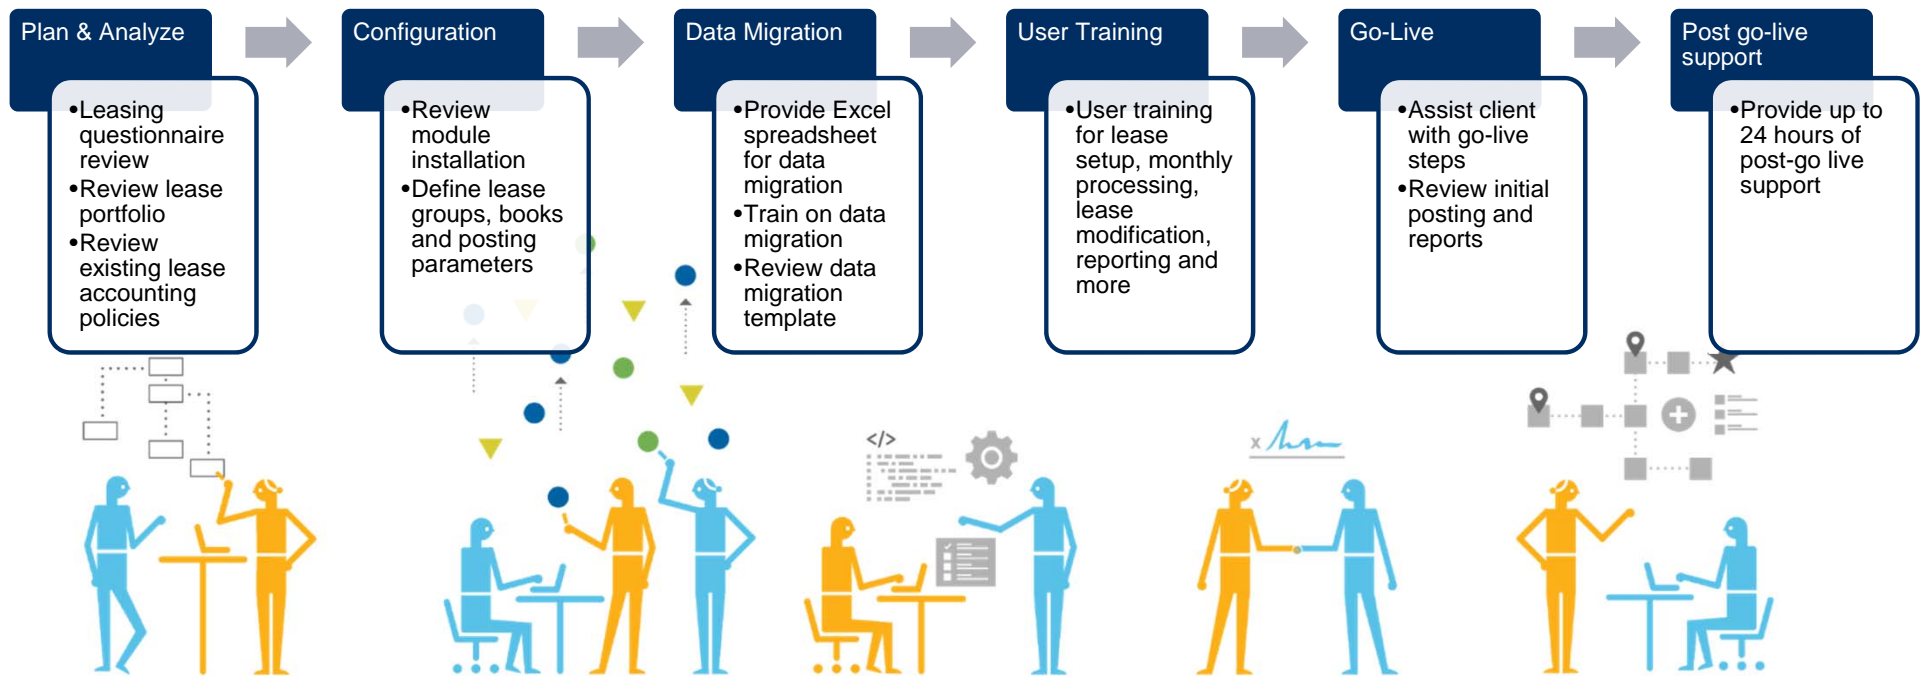 Plan & Analyze
•Leasing
questionnaire
review
•Review lease
portfolio
•Review
existing lease
accounting
policies
Configuration
•Review
module
installation
•Define lease
groups, books
and posting
parameters
Data Migration
•Provide Excel
spreadsheet
for data
migration
•Train on data
migration
•Review data
migration
template
User Training
•User training
for lease
setup, monthly
processing,
lease
modification,
reporting and
more
Go-Live
•Assist client
with go-live
steps
•Review initial
posting and
reports
Post go-live
support
•Provide up to
24 hours of
post-go live
support
</>
x